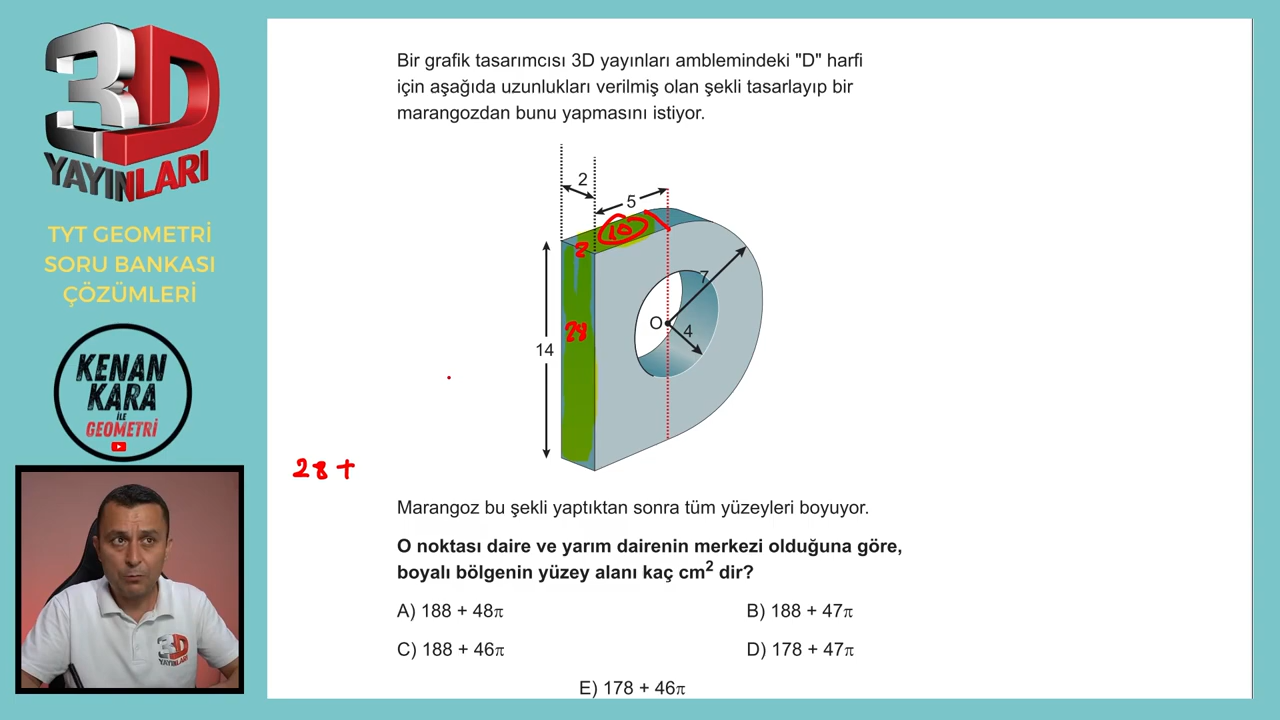 3D
YAYINLARI
TYT GEOMETRİ
SORU BANKASI
ÇÖZÜMLERİ
KENAN
KARA
İLE
GEOMETRİ
3D
YAYINLARI
Bir grafik tasarımcısı 3D yayınları amblemindeki "D" harfi
için aşağıda uzunlukları verilmiş olan şekli tasarlayıp bir
marangozdan bunu yapmasını istiyor.
2
5
10
2
7
28
O
4
14
28 +
Marangoz bu şekli yaptıktan sonra tüm yüzeyleri boyuyor.
O noktası daire ve yarım dairenin merkezi olduğuna göre,
boyalı bölgenin yüzey alanı kaç cm² dir?
A) 188 + 48π
B) 188 + 47π
C) 188 + 46π
D) 178 + 47π
E) 178 + 46π